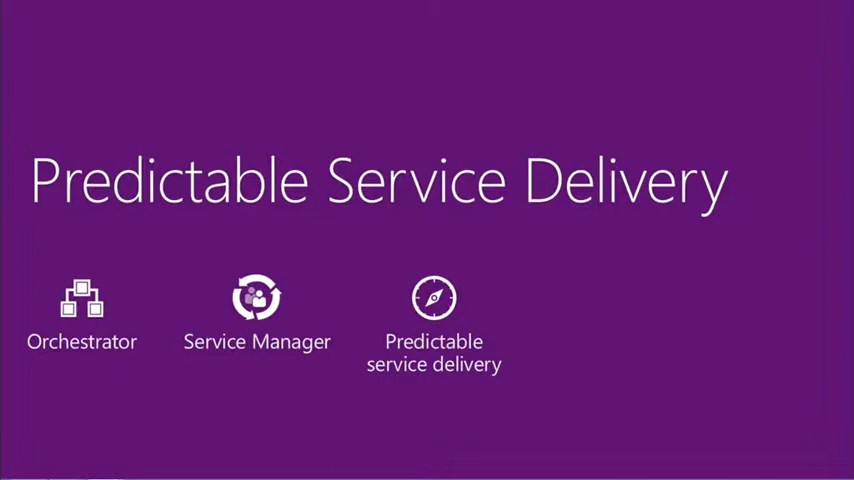 Predictable Service Delivery
Orchestrator
Service Manager
Predictable
service delivery